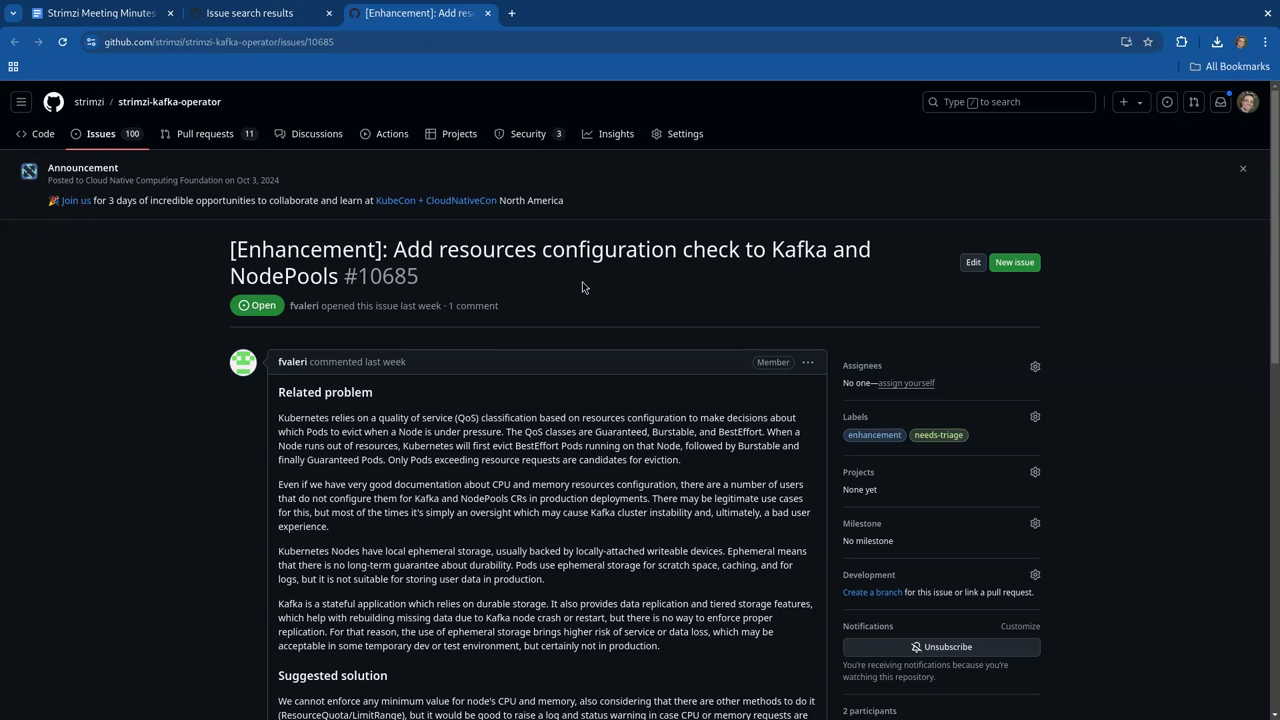 Strimzi Meeting Minutes
Issue search results
[Enhancement]: Add res
github.com/strimzi/strimzi-kafka-operator/issues/10685
All Bookmarks
strimzi / strimzi-kafka-operator
Type / to search
Code
Issues 100
Pull requests 11
Discussions
Actions
Projects
Security 3
Insights
Settings
Announcement
Posted to Cloud Native Computing Foundation on Oct 3, 2024
🎉 Join us for 3 days of incredible opportunities to collaborate and learn at KubeCon + CloudNativeCon North America
[Enhancement]: Add resources configuration check to Kafka and
NodePools #10685
Edit
New issue
Open
fvaleri opened this issue last week · 1 comment
fvaleri commented last week
Member
Related problem
Kubernetes relies on a quality of service (QoS) classification based on resources configuration to make decisions about
which Pods to evict when a Node is under pressure. The QoS classes are Guaranteed, Burstable, and BestEffort. When a
Node runs out of resources, Kubernetes will first evict BestEffort Pods running on that Node, followed by Burstable and
finally Guaranteed Pods. Only Pods exceeding resource requests are candidates for eviction.
Even if we have very good documentation about CPU and memory resources configuration, there are a number of users
that do not configure them for Kafka and NodePools CRs in production deployments. There may be legitimate use cases
for this, but most of the times it's simply an oversight which may cause Kafka cluster instability and, ultimately, a bad user
experience.
Kubernetes Nodes have local ephemeral storage, usually backed by locally-attached writeable devices. Ephemeral means
that there is no long-term guarantee about durability. Pods use ephemeral storage for scratch space, caching, and for
logs, but it is not suitable for storing user data in production.
Kafka is a stateful application which relies on durable storage. It also provides data replication and tiered storage features,
which help with rebuilding missing data due to Kafka node crash or restart, but there is no way to enforce proper
replication. For that reason, the use of ephemeral storage brings higher risk of service or data loss, which may be
acceptable in some temporary dev or test environment, but certainly not in production.
Suggested solution
We cannot enforce any minimum value for node's CPU and memory, also considering that there are other methods to do it
(ResourceQuota/LimitRange), but it would be good to raise a log and status warning in case CPU or memory requests are
Assignees
No one—assign yourself
Labels
enhancement
needs-triage
Projects
None yet
Milestone
No milestone
Development
Create a branch for this issue or link a pull request.
Notifications
Customize
Unsubscribe
You're receiving notifications because you're
watching this repository.
2 participants